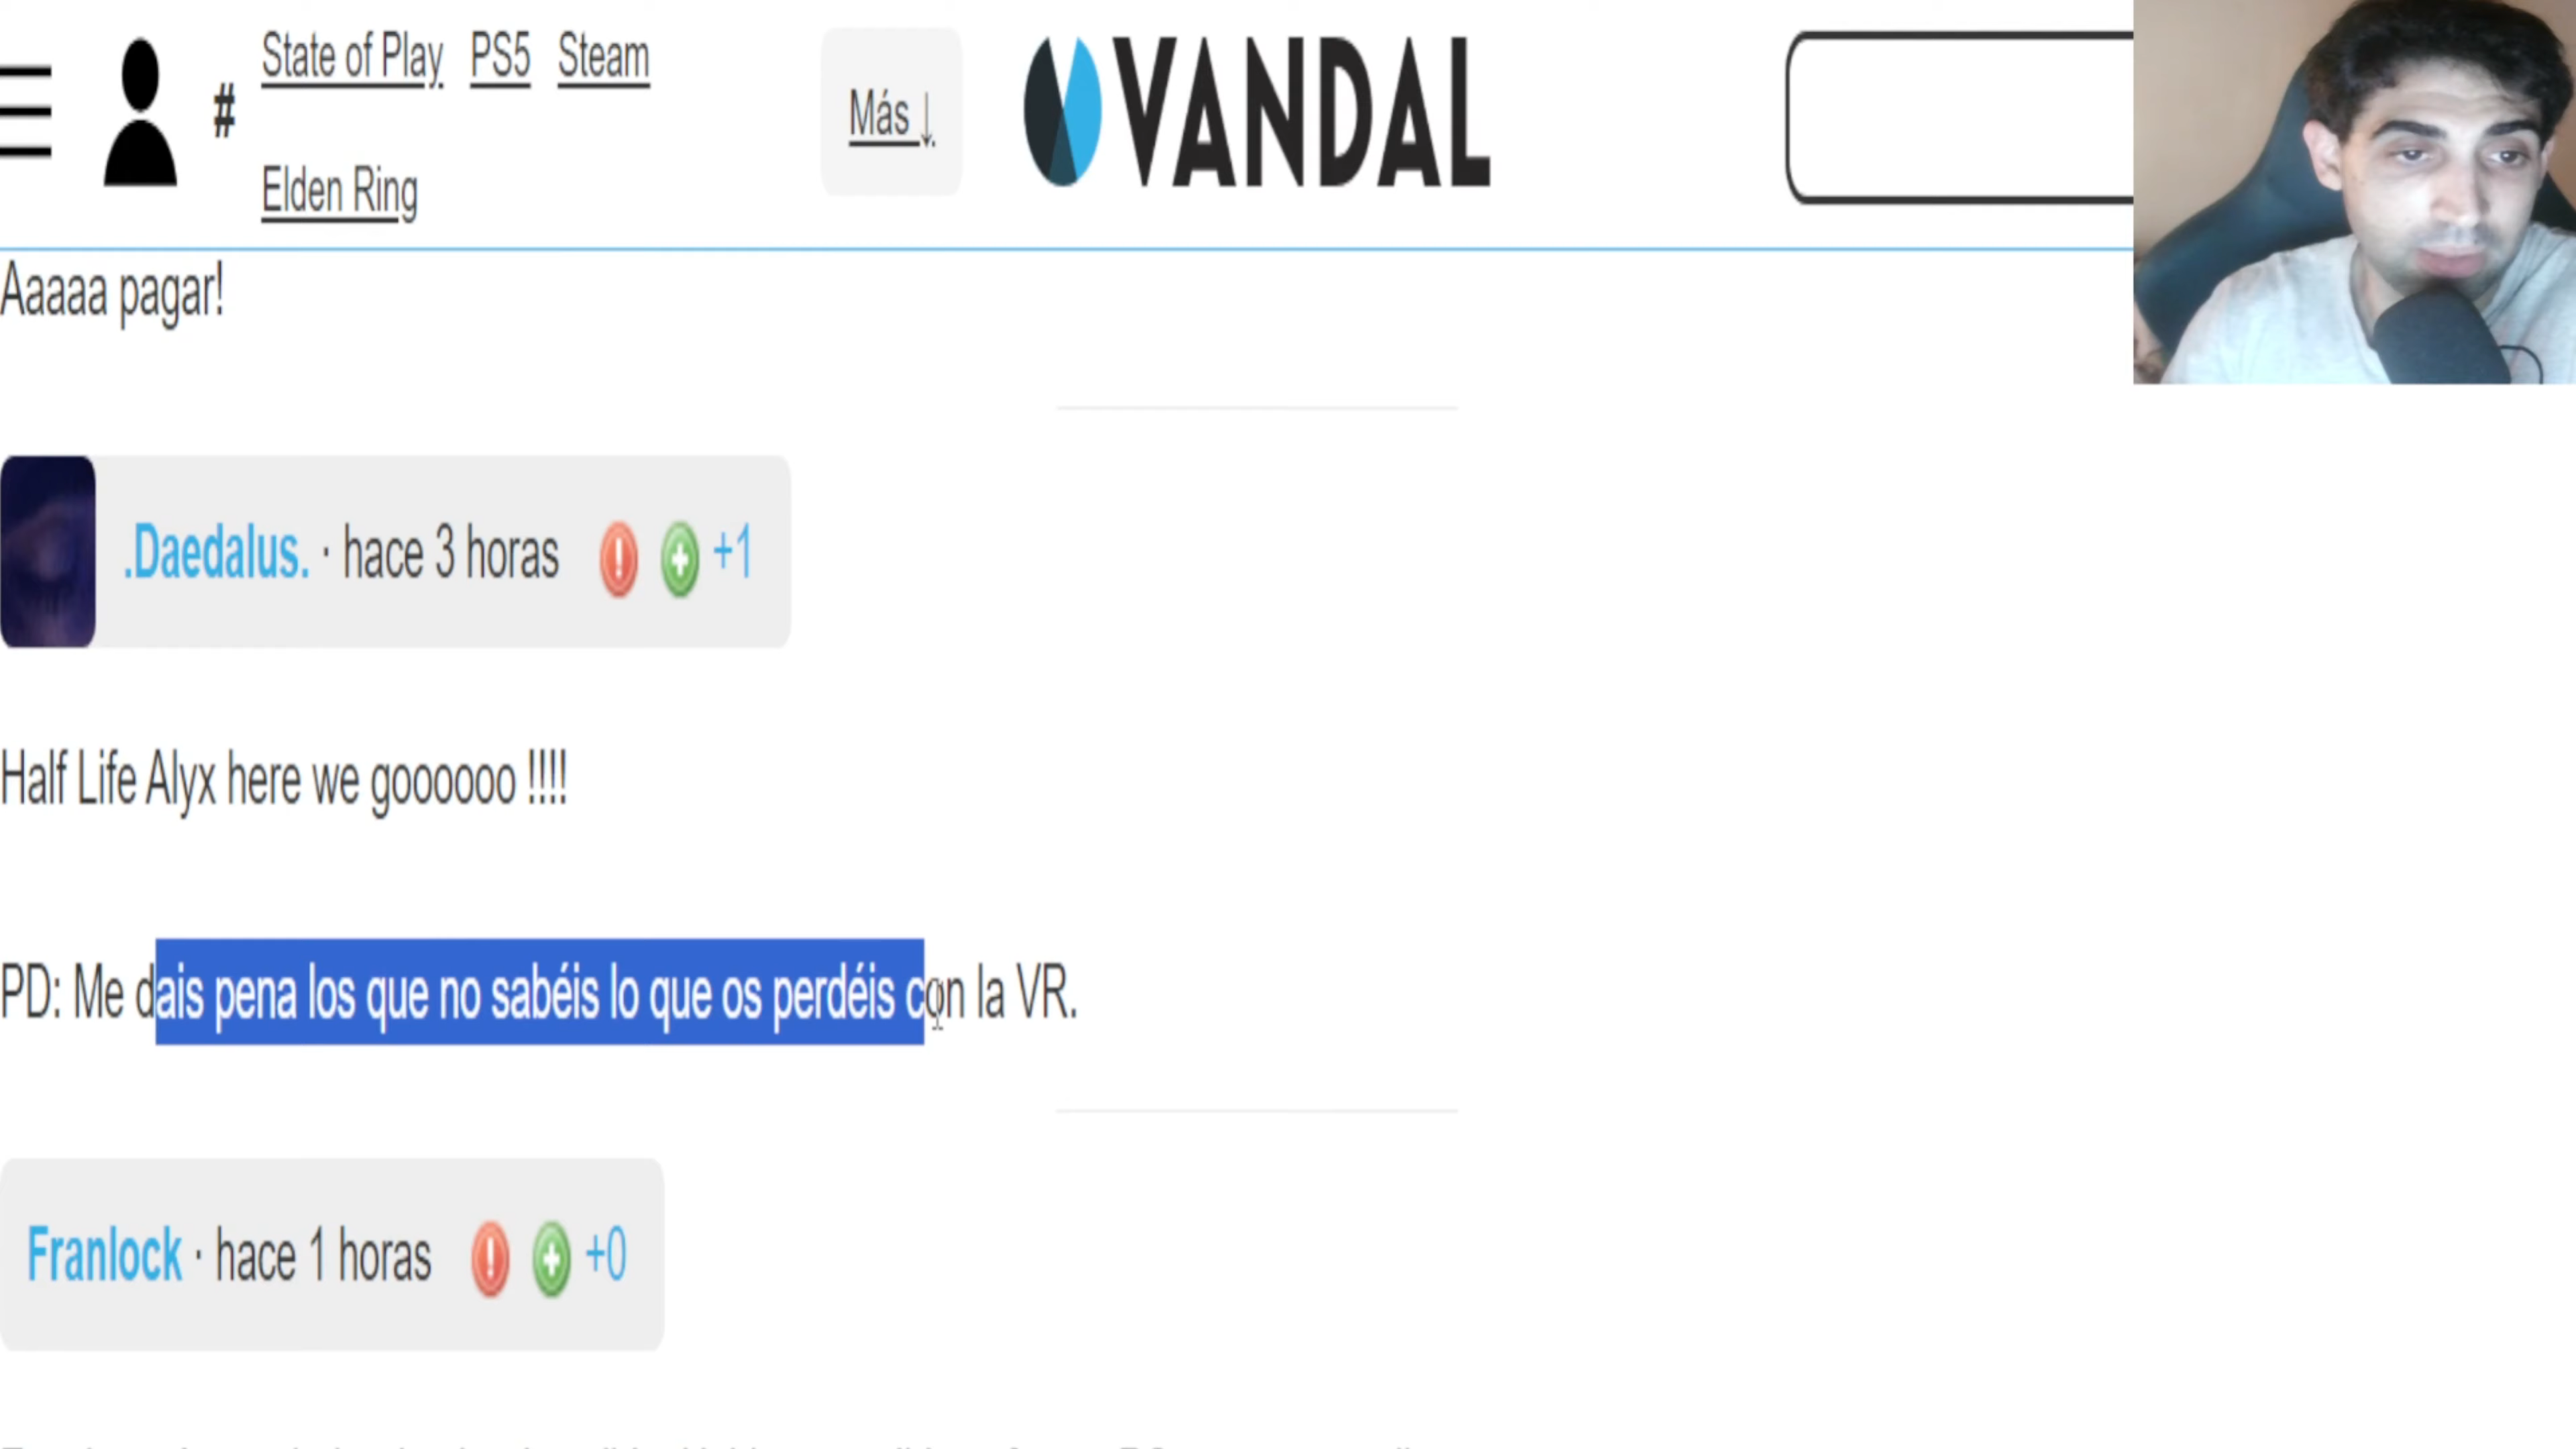 State of Play PS5 Steam
# Más ↓ VANDAL
Elden Ring
Aaaaa pagar!
.Daedalus. · hace 3 horas +1
Half Life Alyx here we goooooo !!!!
PD: Me dais pena los que no sabéis lo que os perdéis con la VR.
Franlock · hace 1 horas +0